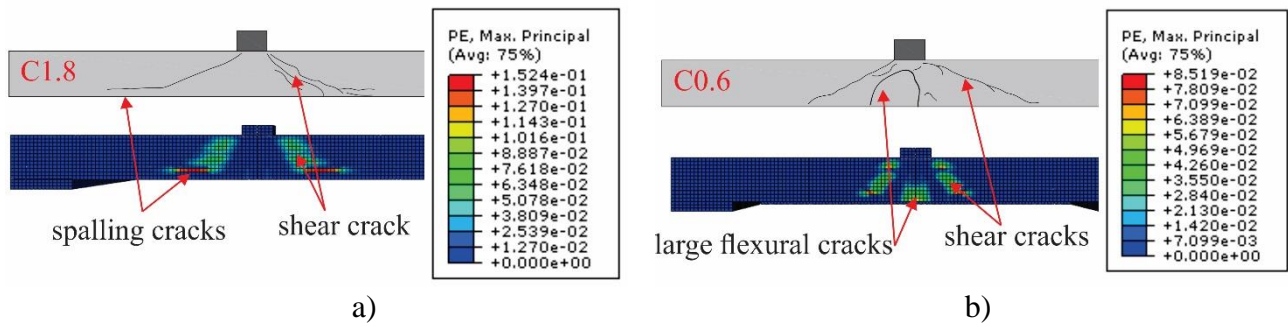 C1.8
spalling cracks
shear crack
PE, Max. Principal
(Avg: 75%)
+1.524e-01
+1.397e-01
+1.270e-01
+1.143e-01
+1.016e-01
+8.887e-02
+7.618e-02
+6.348e-02
+5.078e-02
+3.809e-02
+2.539e-02
+1.270e-02
+0.000e+00
a)
C0.6
large flexural cracks
shear cracks
PE, Max. Principal
(Avg: 75%)
+8.519e-02
+7.809e-02
+7.099e-02
+6.389e-02
+5.679e-02
+4.969e-02
+4.260e-02
+3.550e-02
+2.840e-02
+2.130e-02
+1.420e-02
+7.099e-03
+0.000e+00
b)